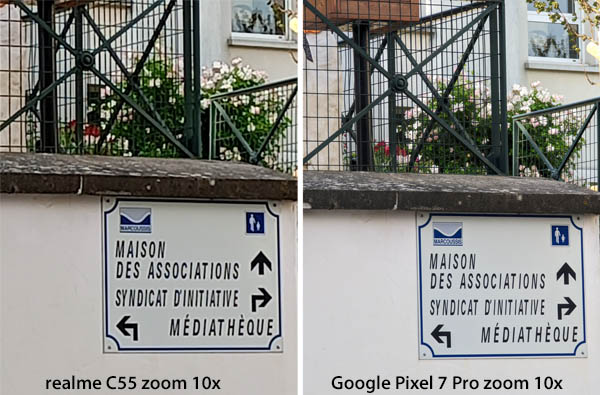 MARCOUSSIS
MAISON
DES ASSOCIATIONS
SYNDICAT D'INITIATIVE
MÉDIATHÈQUE
realme C55 zoom 10x
MARCOUSSIS
MAISON
DES ASSOCIATIONS
SYNDICAT D'INITIATIVE
MÉDIATHÈQUE
Google Pixel 7 Pro zoom 10x